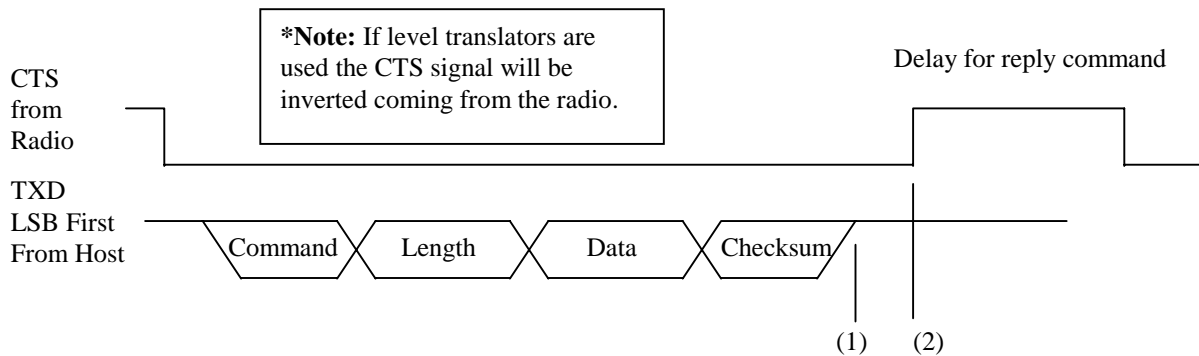 *Note: If level translators are
used the CTS signal will be
inverted coming from the radio.
Delay for reply command
CTS
from
Radio
TXD
LSB First
From Host
Command
Length
Data
Checksum
(1)
(2)